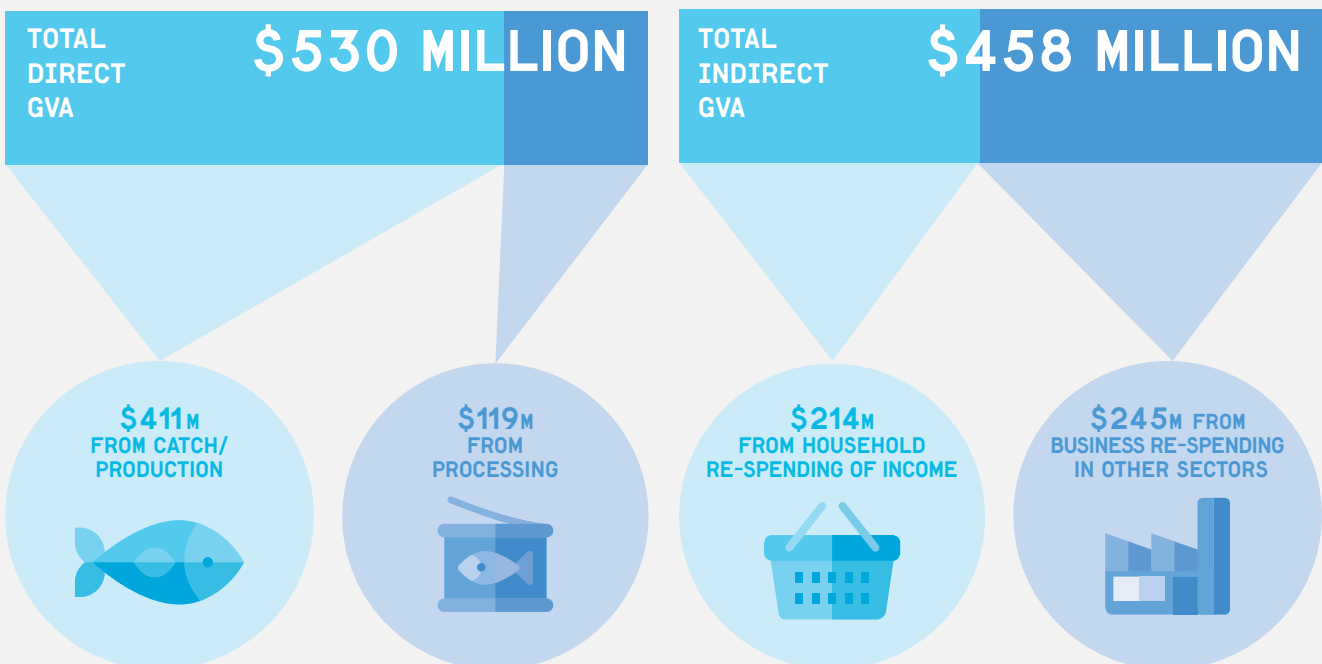 TOTAL
DIRECT
GVA
$530 MILLION
TOTAL
INDIRECT
GVA
$458 MILLION
$411M
FROM CATCH/
PRODUCTION
$119M
FROM
PROCESSING
$214M
FROM HOUSEHOLD
RE-SPENDING OF INCOME
$245M FROM
BUSINESS RE-SPENDING
IN OTHER SECTORS